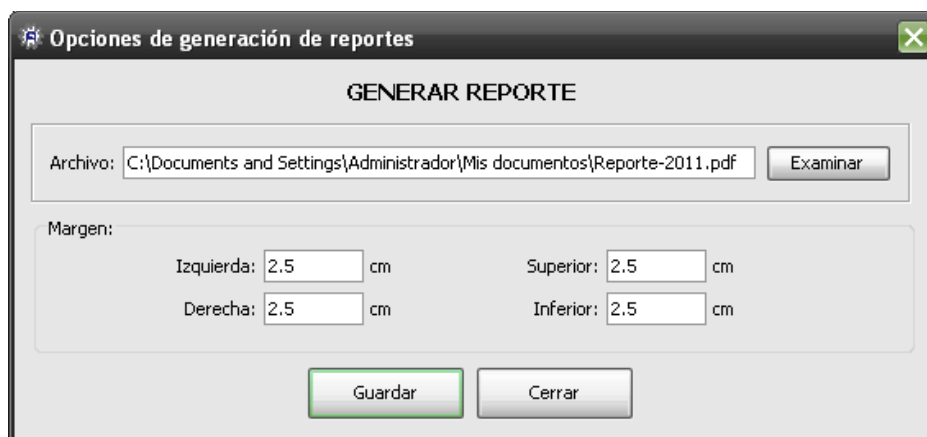 Opciones de generación de reportes
GENERAR REPORTE
Archivo: C:\Documents and Settings\Administrador\Mis documentos\Reporte-2011.pdf Examinar
Margen:
Izquierda: 2.5 cm Superior: 2.5 cm
Derecha: 2.5 cm Inferior: 2.5 cm
Guardar Cerrar